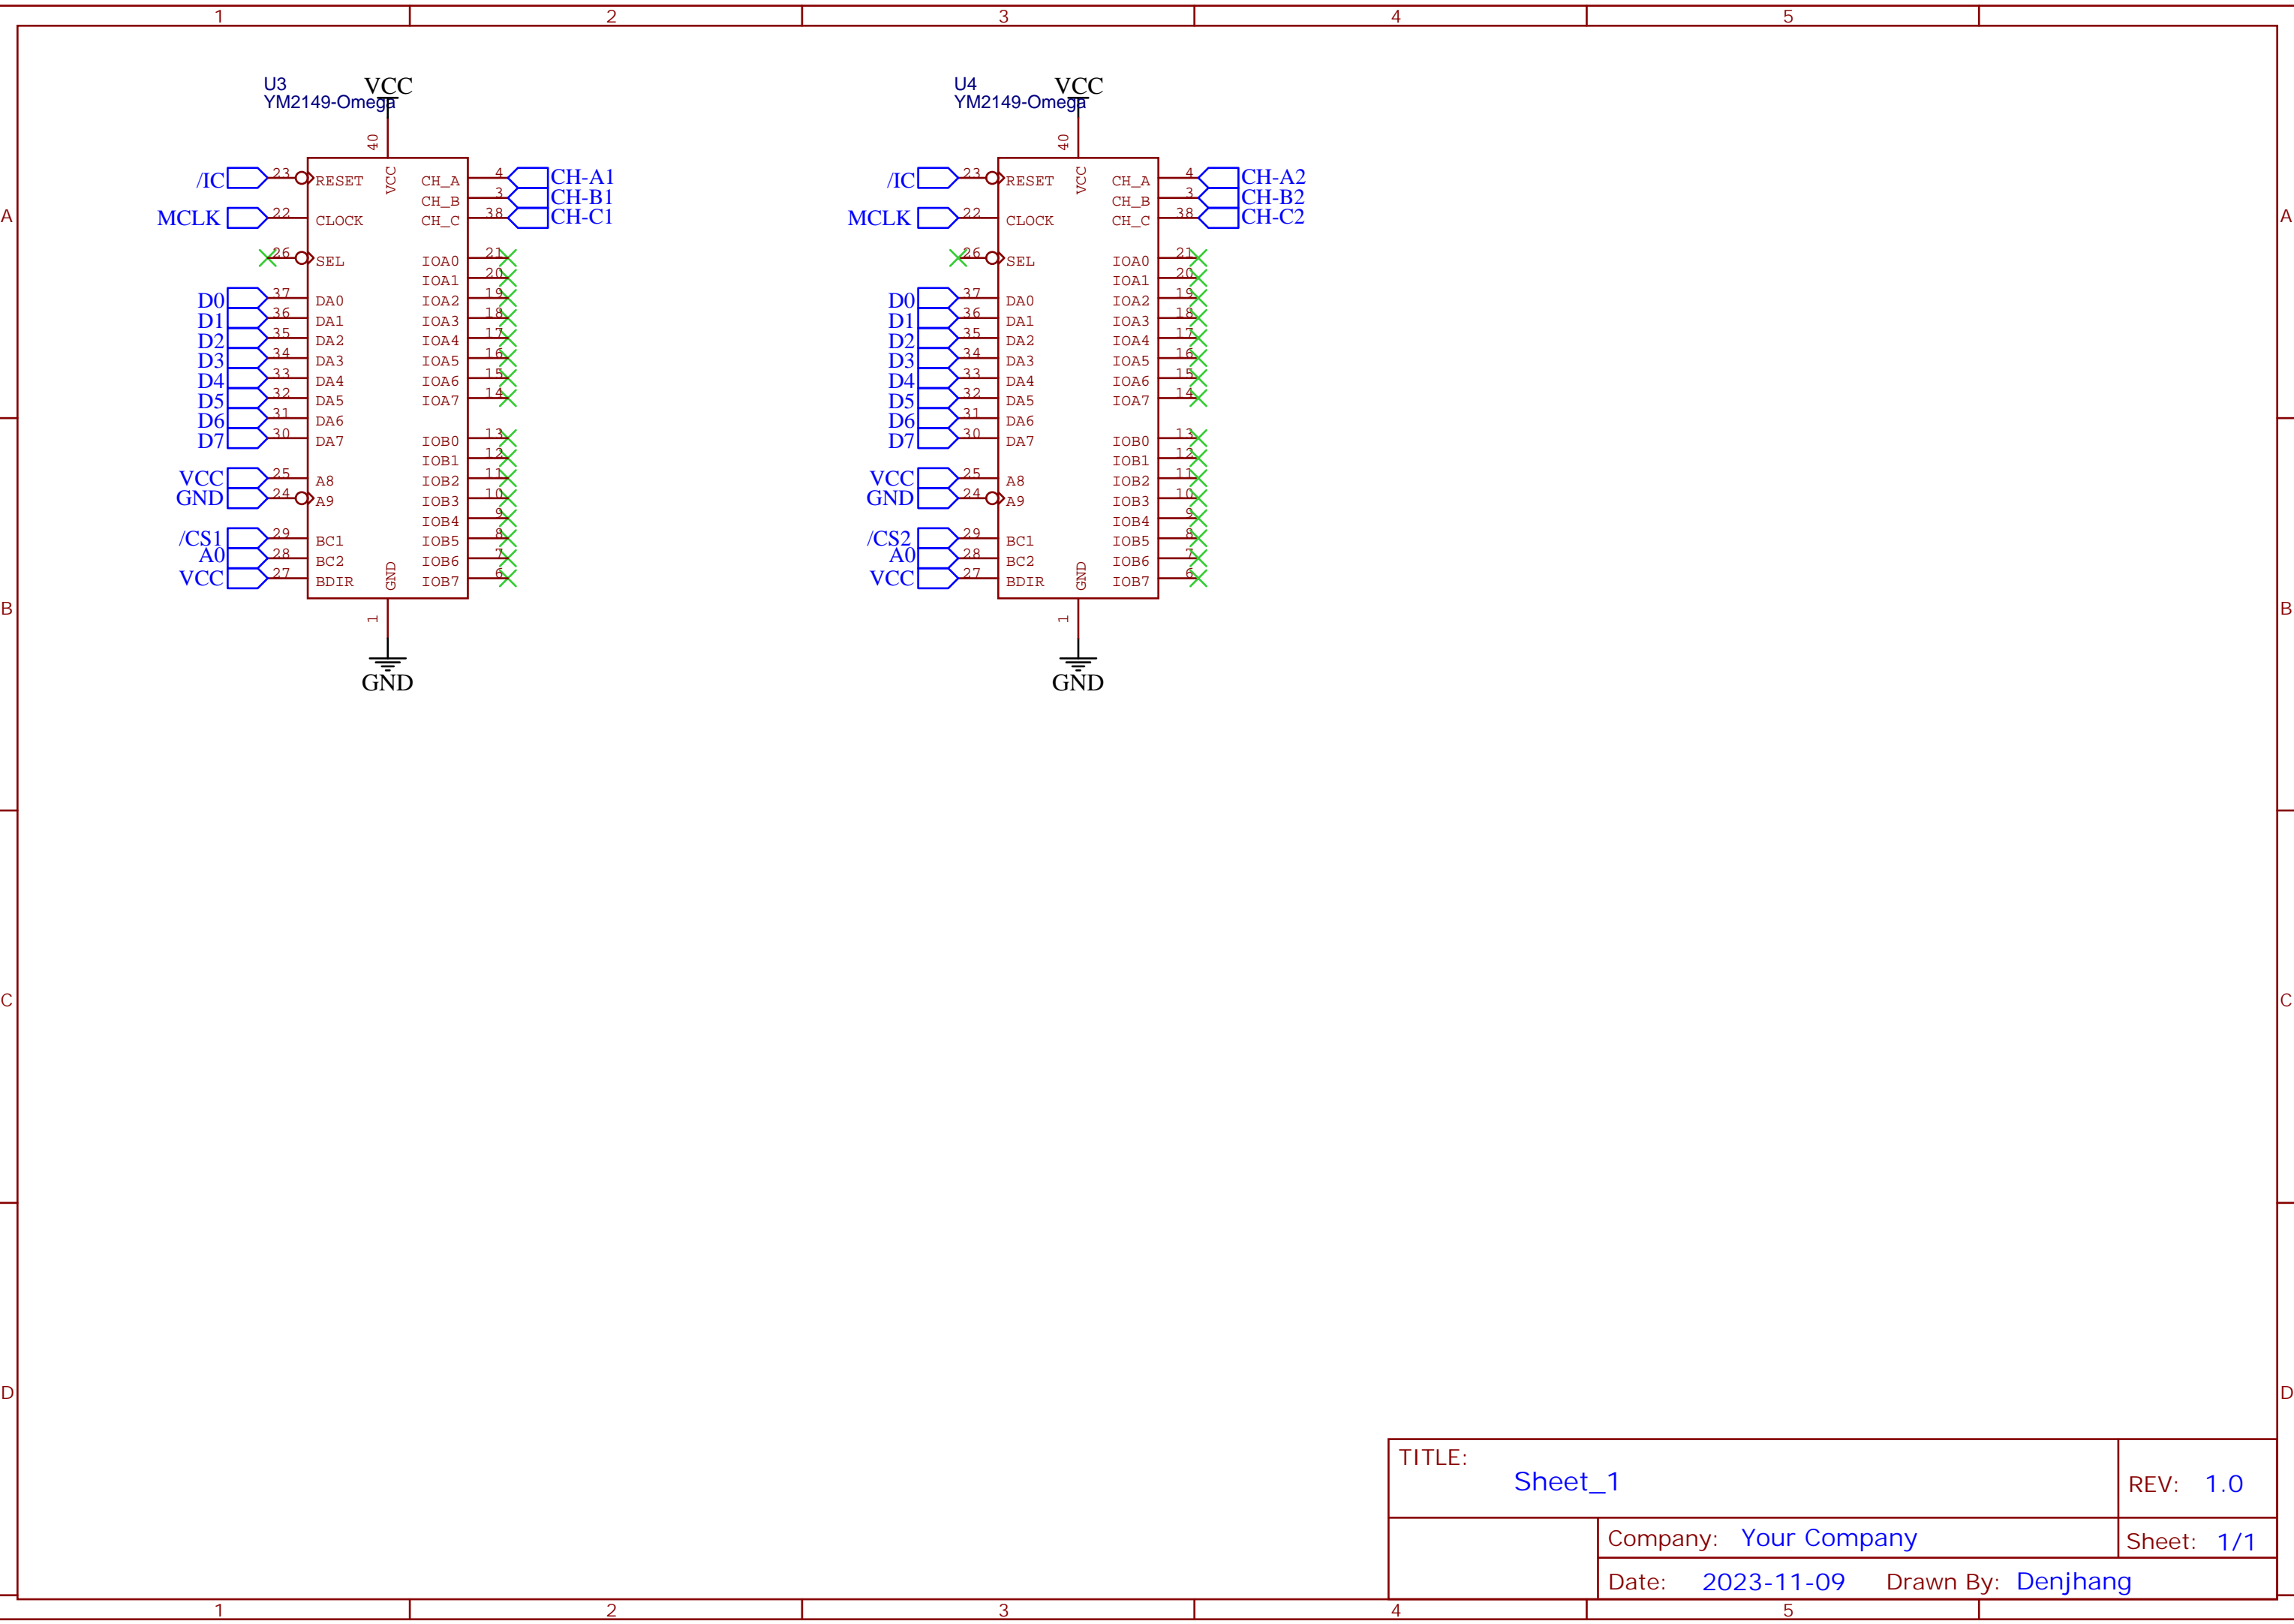 1 2 3 4 5
U3
YM2149-Omega
VCC
40
/IC 23 RESET VCC CH_A 4 CH-A1
CH_B 3 CH-B1
MCLK 22 CLOCK CH_C 38 CH-C1
26 SEL IOA0 21
IOA1 20
D0 37 DA0 IOA2 19
D1 36 DA1 IOA3 18
D2 35 DA2 IOA4 17
D3 34 DA3 IOA5 16
D4 33 DA4 IOA6 15
D5 32 DA5 IOA7 14
D6 31 DA6
D7 30 DA7 IOB0 13
IOB1 12
VCC 25 A8 IOB2 11
GND 24 A9 IOB3 10
IOB4 9
/CS1 29 BC1 IOB5 8
A0 28 BC2 IOB6 7
VCC 27 BDIR GND IOB7 6
1
GND
U4
YM2149-Omega
VCC
40
/IC 23 RESET VCC CH_A 4 CH-A2
CH_B 3 CH-B2
MCLK 22 CLOCK CH_C 38 CH-C2
26 SEL IOA0 21
IOA1 20
D0 37 DA0 IOA2 19
D1 36 DA1 IOA3 18
D2 35 DA2 IOA4 17
D3 34 DA3 IOA5 16
D4 33 DA4 IOA6 15
D5 32 DA5 IOA7 14
D6 31 DA6
D7 30 DA7 IOB0 13
IOB1 12
VCC 25 A8 IOB2 11
GND 24 A9 IOB3 10
IOB4 9
/CS2 29 BC1 IOB5 8
A0 28 BC2 IOB6 7
VCC 27 BDIR GND IOB7 6
1
GND
A A
B B
C C
D D
TITLE:
Sheet_1
REV: 1.0
Company: Your Company
Sheet: 1/1
Date: 2023-11-09 Drawn By: Denjhang
1 2 3 4 5